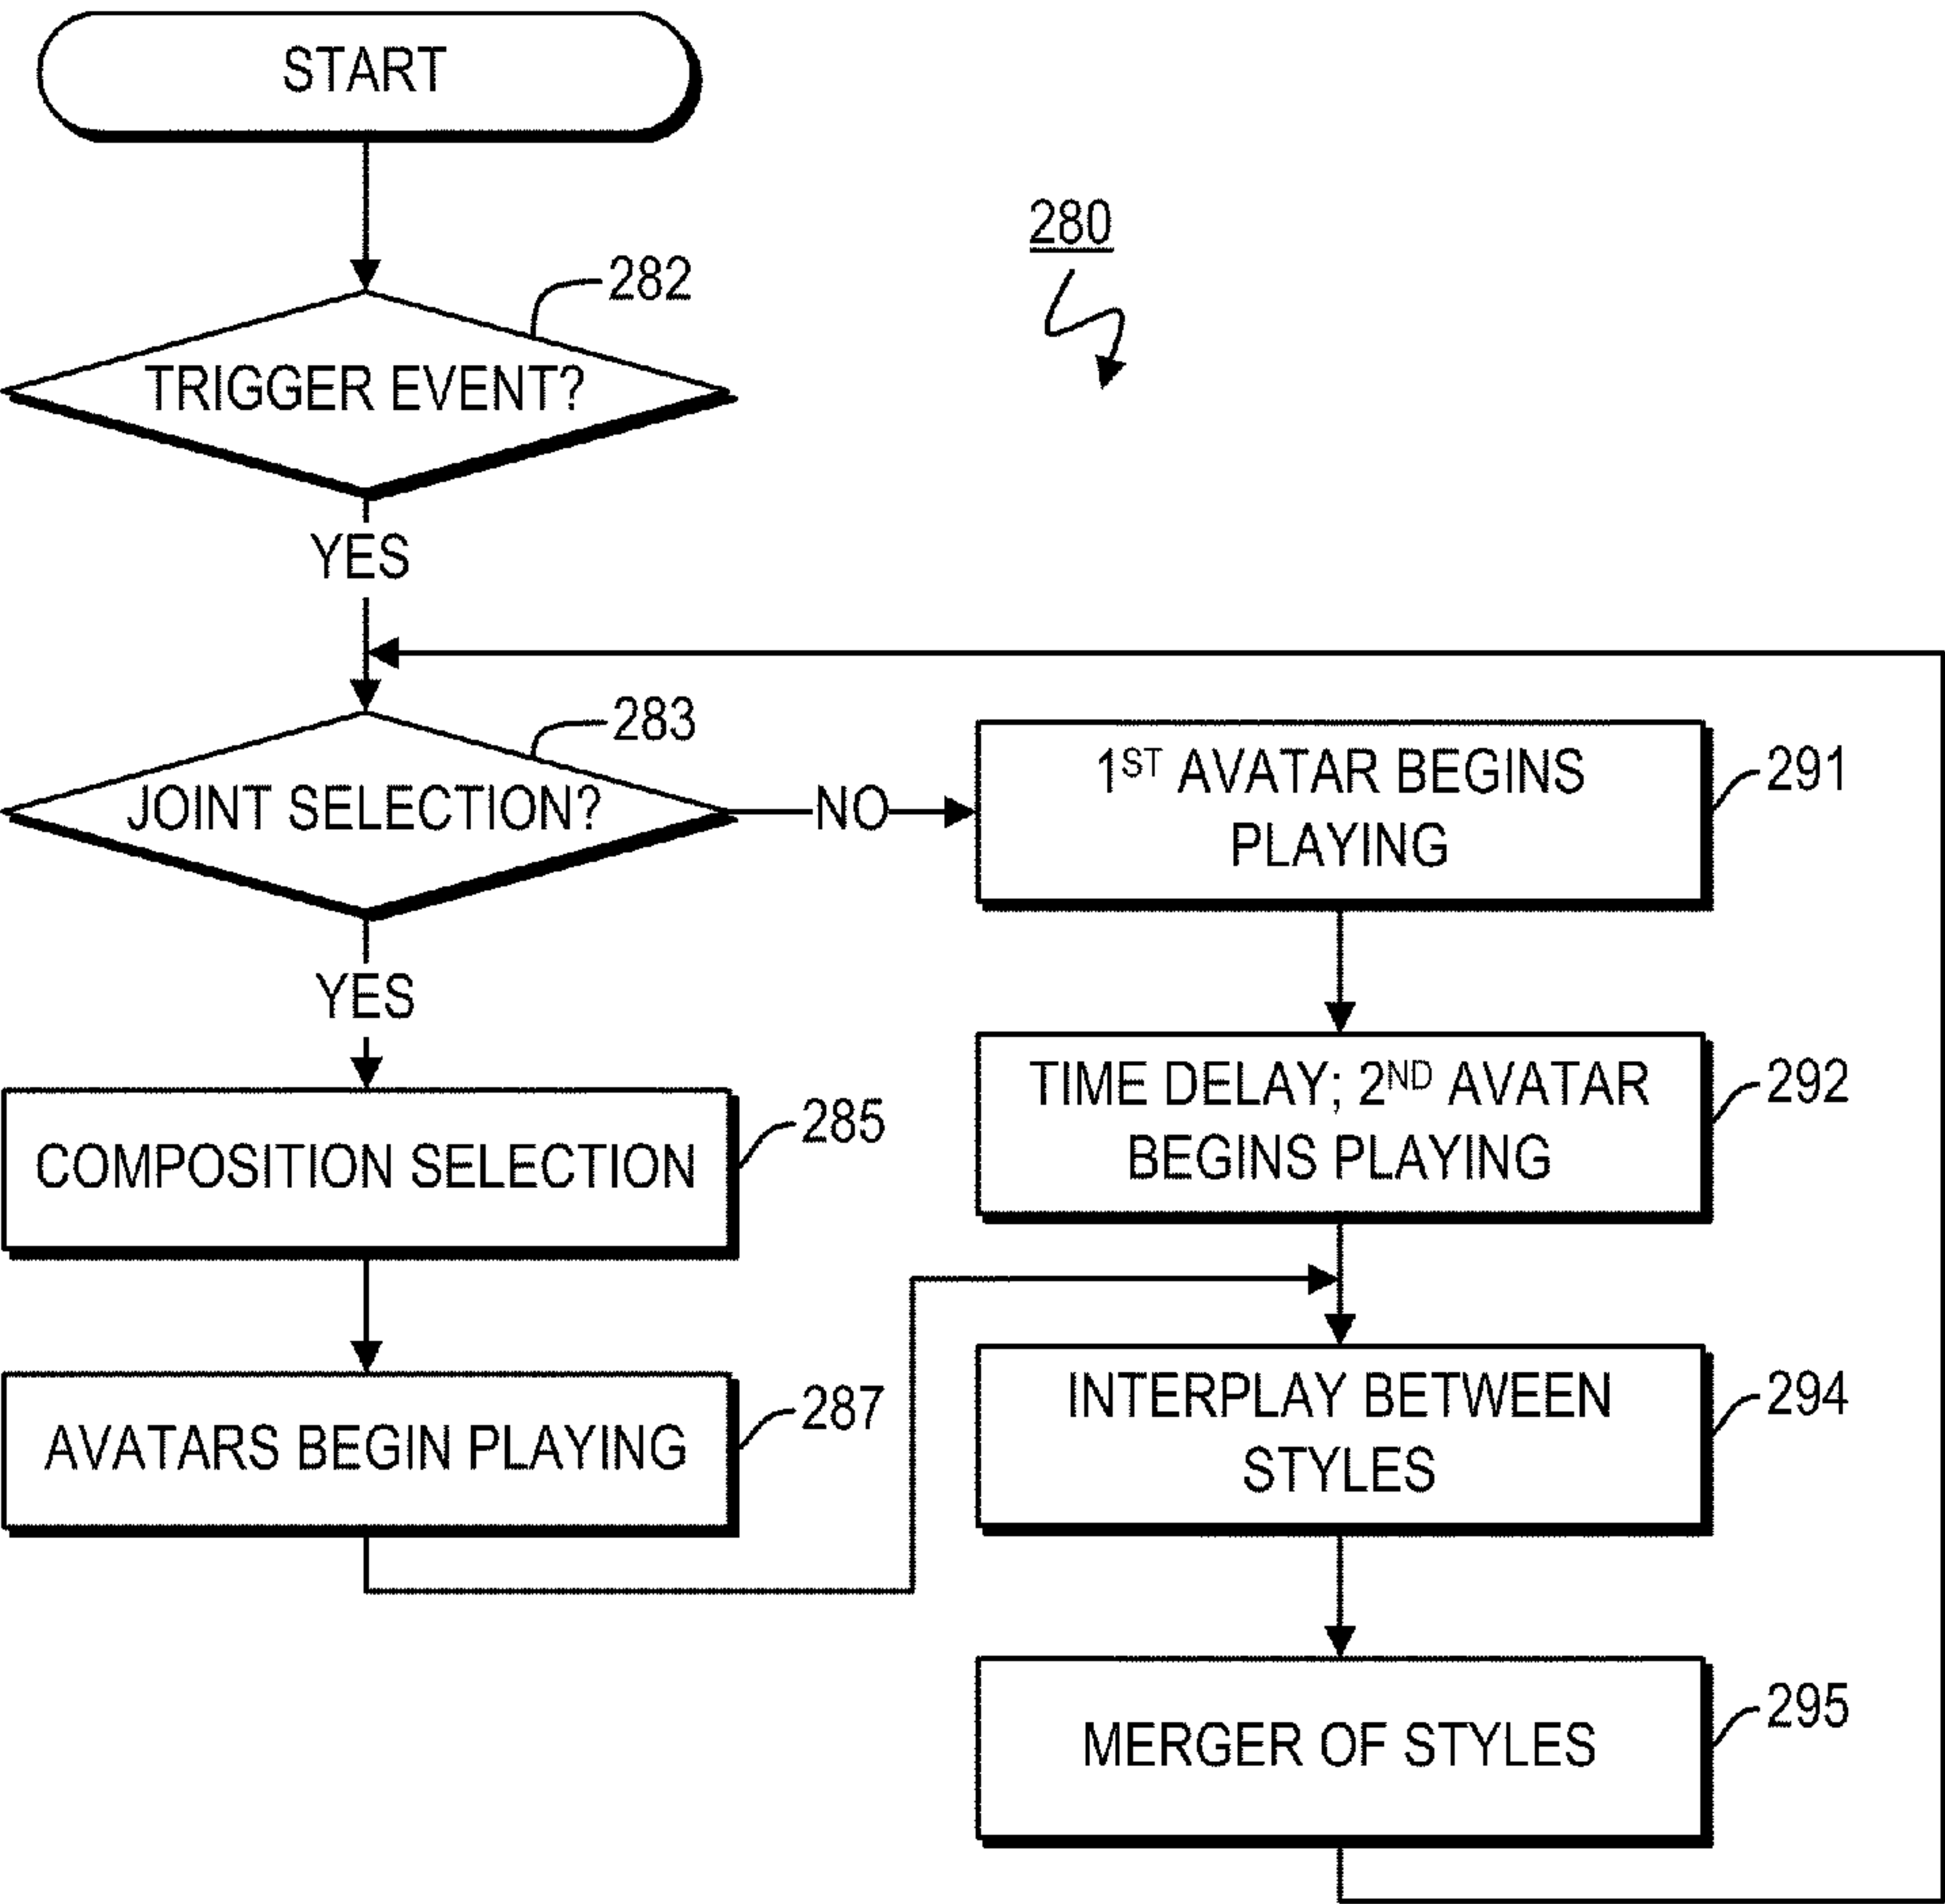 START
280
282
TRIGGER EVENT?
YES
283
JOINT SELECTION?
NO
1ST AVATAR BEGINS
PLAYING
291
YES
TIME DELAY; 2ND AVATAR
BEGINS PLAYING
292
COMPOSITION SELECTION
285
AVATARS BEGIN PLAYING
287
INTERPLAY BETWEEN
STYLES
294
MERGER OF STYLES
295